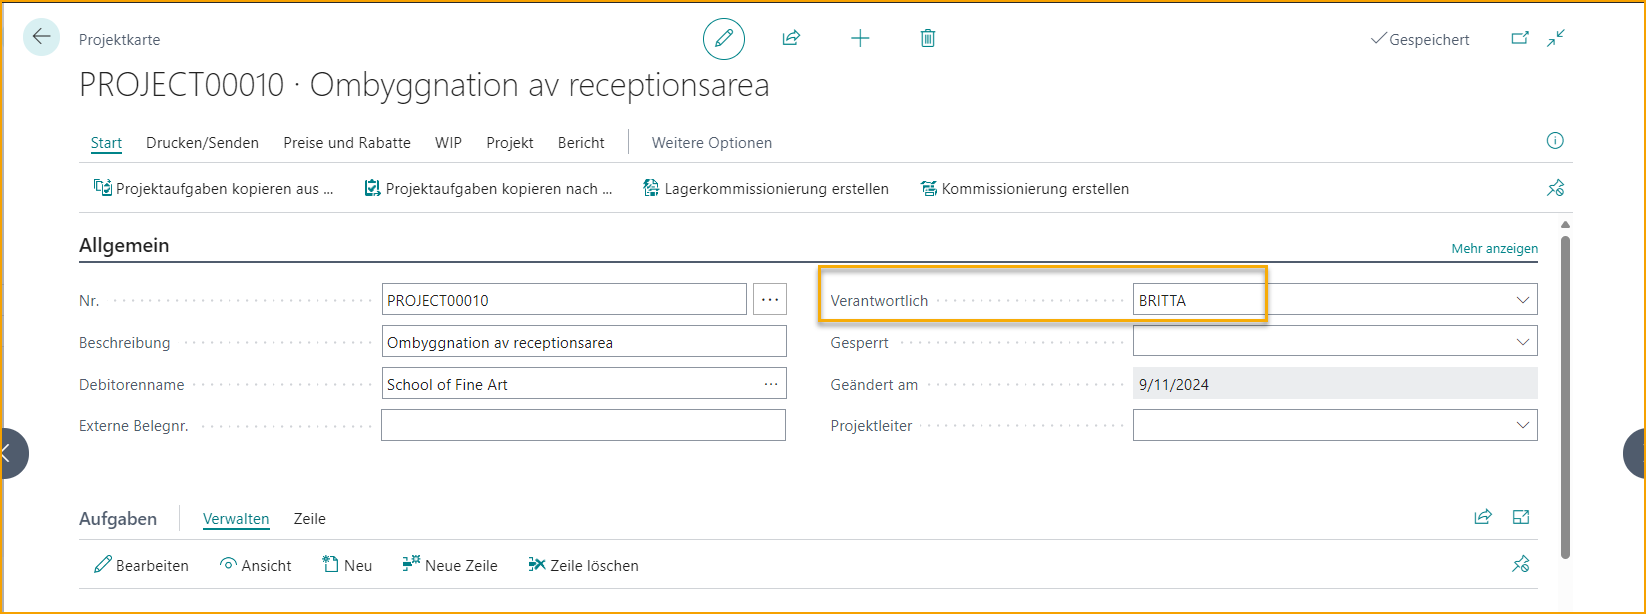 Projektkarte
Gespeichert
PROJECT00010 · Ombyggnation av receptionsarea
Start Drucken/Senden Preise und Rabatte WIP Projekt Bericht Weitere Optionen
Projektaufgaben kopieren aus ... Projektaufgaben kopieren nach ... Lagerkommissionierung erstellen Kommissionierung erstellen
Allgemein
Mehr anzeigen
Nr. PROJECT00010 ...
Verantwortlich BRITTA
Beschreibung Ombyggnation av receptionsarea
Gesperrt
Debitorenname School of Fine Art ...
Geändert am 9/11/2024
Externe Belegnr.
Projektleiter
Aufgaben Verwalten Zeile
Bearbeiten Ansicht Neu Neue Zeile Zeile löschen